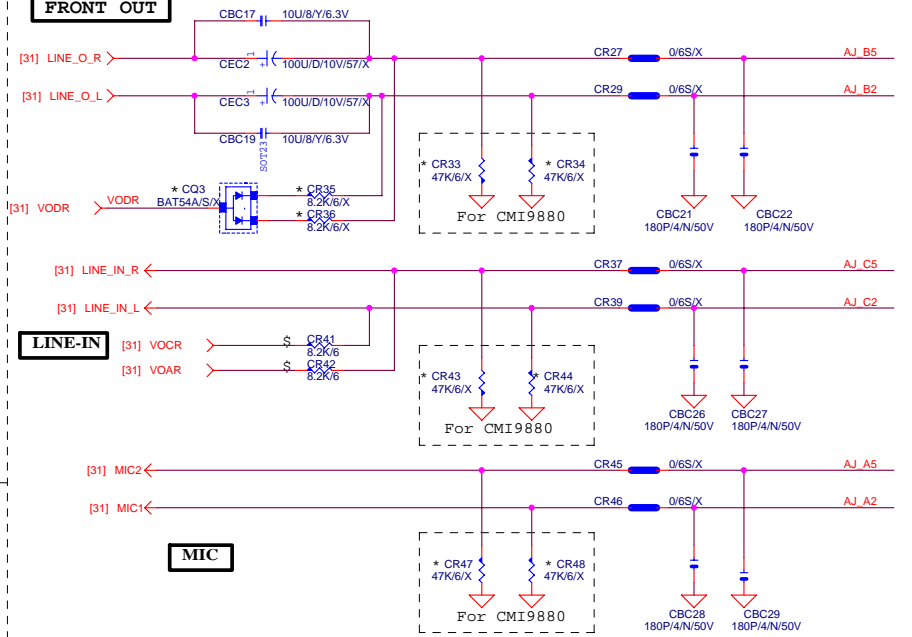 FRONT OUT
CBC17 10U/8/Y/6.3V
[31] LINE_O_R
CEC2 1 + 100U/D/10V/57/X
CR27 0/6S/X AJ_B5
[31] LINE_O_L
CEC3 1 + 100U/D/10V/57/X
CR29 0/6S/X AJ_B2
CBC19 10U/8/Y/6.3V
SOT23
* CR33 47K/6/X
* CR34 47K/6/X
For CMI9880
* CQ3
BAT54A/S/X
* CR35
8.2K/6/X
* CR36
8.2K/6/X
[31] VODR VODR
CBC21
180P/4/N/50V
CBC22
180P/4/N/50V
[31] LINE_IN_R
CR37 0/6S/X AJ_C5
[31] LINE_IN_L
CR39 0/6S/X AJ_C2
LINE-IN
[31] VOCR
$ CR41
8.2K/6
[31] VOAR
$ CR42
8.2K/6
* CR43
47K/6/X
* CR44
47K/6/X
For CMI9880
CBC26
180P/4/N/50V
CBC27
180P/4/N/50V
[31] MIC2
CR45 0/6S/X AJ_A5
[31] MIC1
CR46 0/6S/X AJ_A2
MIC
* CR47
47K/6/X
* CR48
47K/6/X
For CMI9880
CBC28
180P/4/N/50V
CBC29
180P/4/N/50V